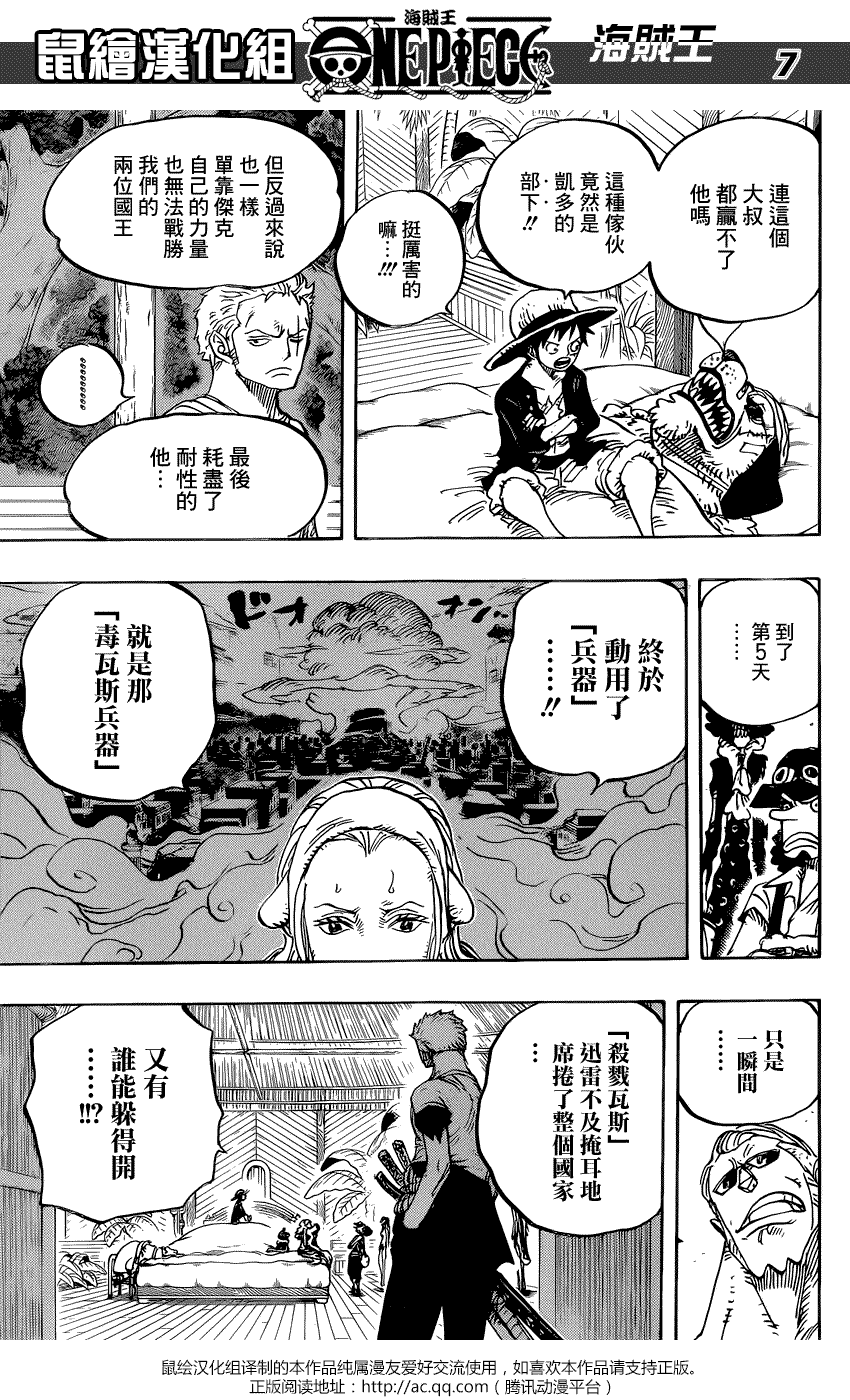 鼠繪漢化組
海賊王
ONE PIECE
海賊王
7
連這個
大叔
都贏不了
他嗎
這種傢伙
竟然是
凱多的
部下!!
挺厲害的
嘛…!!!
但反過來說
也一樣
單靠傑克
自己的力量
也無法戰勝
我們的
兩位國王
最後
耗盡了
耐性的
他…
到了
第5天
……
終於
動用了
「兵器」
……!!
オォン…
ドォ
就是那
「毒瓦斯兵器」
只是
一瞬間
……
「殺戮瓦斯」
迅雷不及掩耳地
席捲了整個國家
…
又有
誰能躲得開
……!!?
鼠绘汉化组译制的本作品纯属漫友爱好交流使用，如喜欢本作品请支持正版。
正版阅读地址：http://ac.qq.com（腾讯动漫平台）